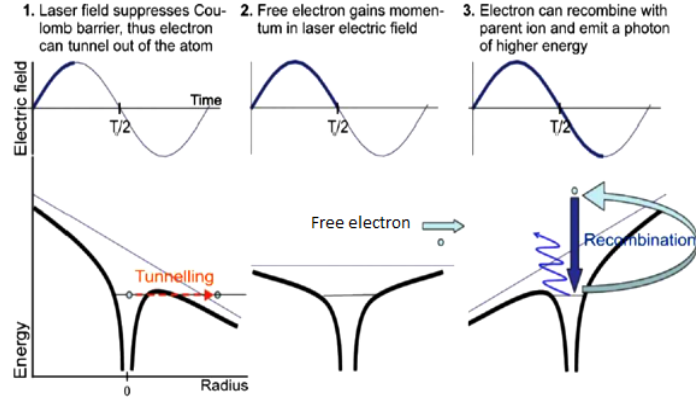 1. Laser field suppresses Cou-
lomb barrier, thus electron
can tunnel out of the atom
2. Free electron gains momen-
tum in laser electric field
3. Electron can recombine with
parent ion and emit a photon
of higher energy
Electric field
Time
T/2
T/2
T/2
Energy
Tunnelling
Free electron
Recombination
Radius
0